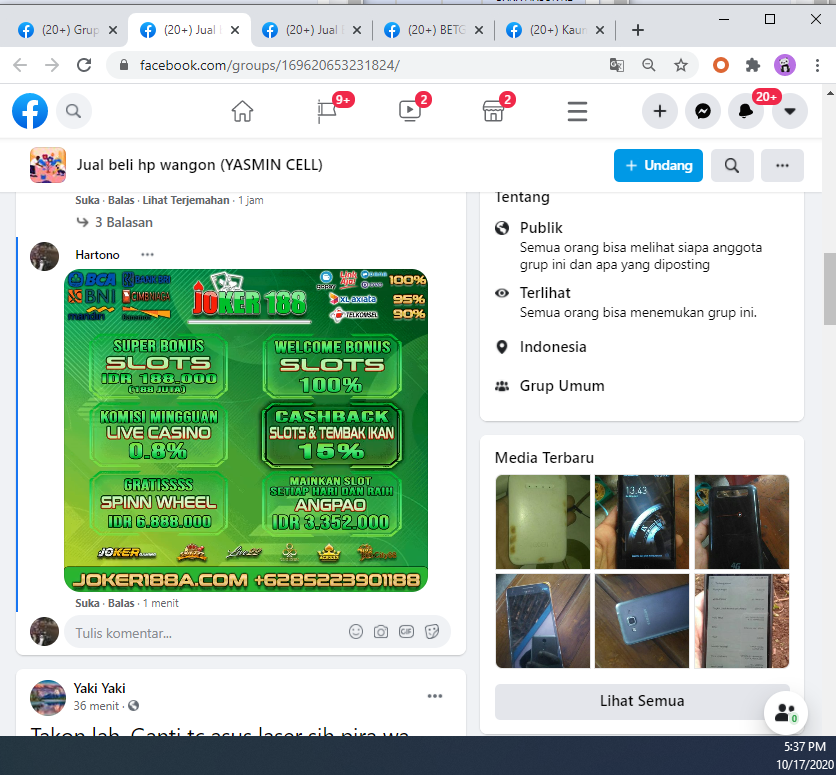 (20+) Grup
(20+) Jual
(20+) Jual
(20+) BETG
(20+) Kaum
facebook.com/groups/169620653231824/
9+
2
2
20+
Jual beli hp wangon (YASMIN CELL)
+ Undang
Suka · Balas · Lihat Terjemahan · 1 jam
3 Balasan
Hartono
BCA
BNI
CIMB NIAGA
mandiri
JOKER 188
100%
XL axiata 95%
TELKOMSEL 90%
SUPER BONUS
SLOTS
IDR 188.000
(188 JUTA)
WELCOME BONUS
SLOTS
100%
KOMISI MINGGUAN
LIVE CASINO
0.8%
CASHBACK
SLOTS & TEMBAK IKAN
15%
GRATISSSS
SPINN WHEEL
IDR 6.888.000
MAINKAN SLOT
SETIAP HARI DAN RAIH
ANGPAO
IDR 3.352.000
JOKER
JOKER188A.COM +6285223901188
Suka · Balas · 1 menit
Tulis komentar...
GIF
Yaki Yaki
36 menit
Takon lah. Ganti tc asus laser sih pira wa
Tentang
Publik
Semua orang bisa melihat siapa anggota
grup ini dan apa yang diposting
Terlihat
Semua orang bisa menemukan grup ini.
Indonesia
Grup Umum
Media Terbaru
13.43
4G
Lihat Semua
0
5:37 PM
10/17/2020